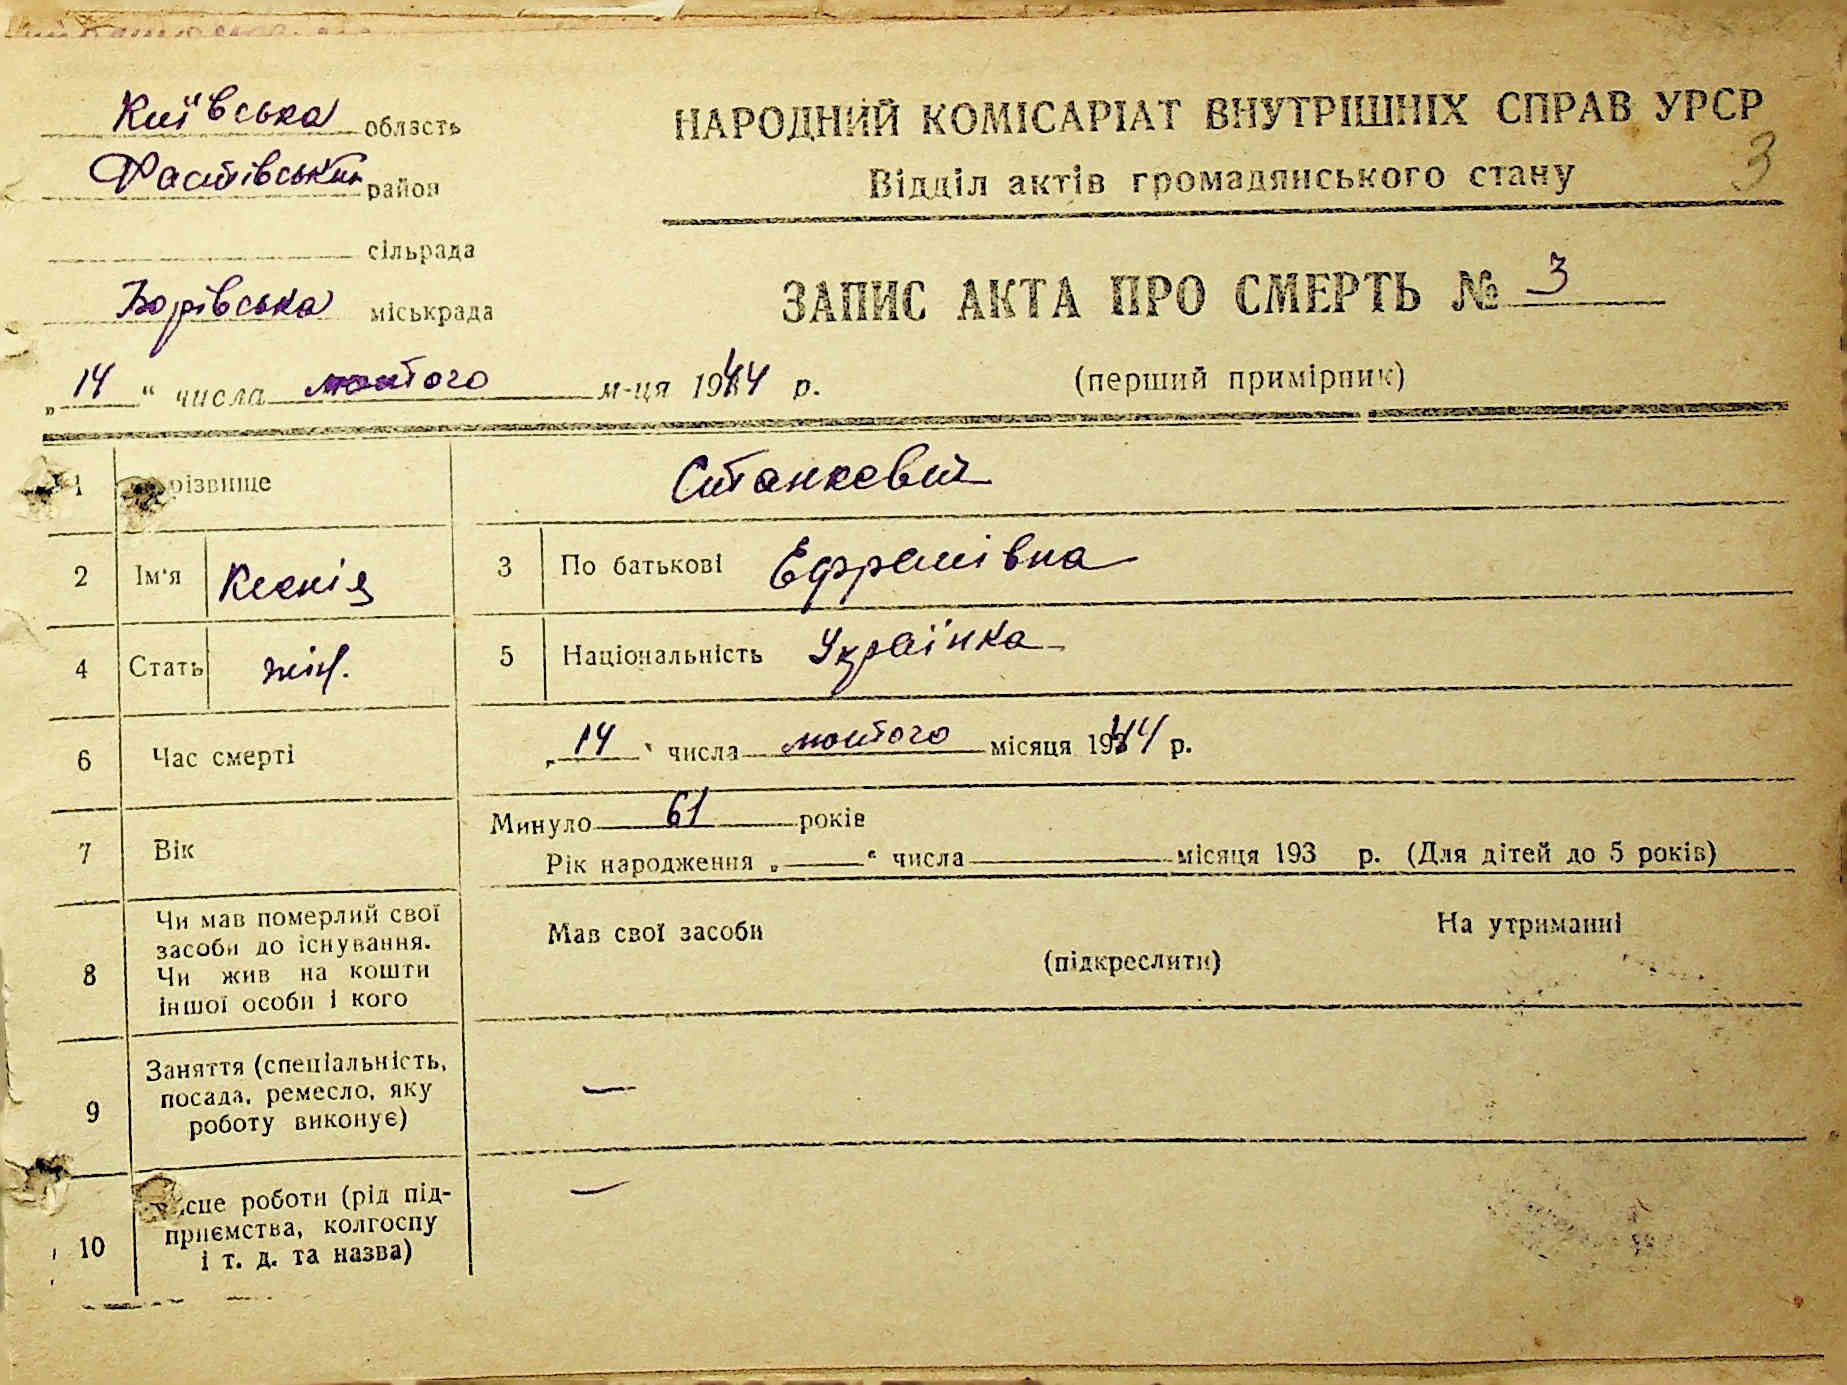 Київська область
Фастівський район
сільрада
Борівська міськрада
НАРОДНИЙ КОМІСАРІАТ ВНУТРІШНІХ СПРАВ УРСР
3
Відділ актів громадянського стану
ЗАПИС АКТА ПРО СМЕРТЬ № 3
(перший примірник)
„14“ числа лютого м-ця 1944 р.
1 різвище Станкевич
2 Ім'я Ксенія 3 По батькові
4 Стать жін. 5 Національність Українка
6 Час смерті „14“ числа лютого місяця 1944 р.
7 Вік Минуло 61 років
Рік народження „ “ числа місяця 193 р. (Для дітей до 5 років)
8 Чи мав померлий свої
засоби до існування.
Чи жив на кошти
іншої особи і кого
Мав свої засоби На утриманні
(підкреслити)
9 Заняття (спеціальність,
посада, ремесло, яку
роботу виконує) —
10 сце роботи (рід під-
приємства, колгоспу
і т. д. та назва) —